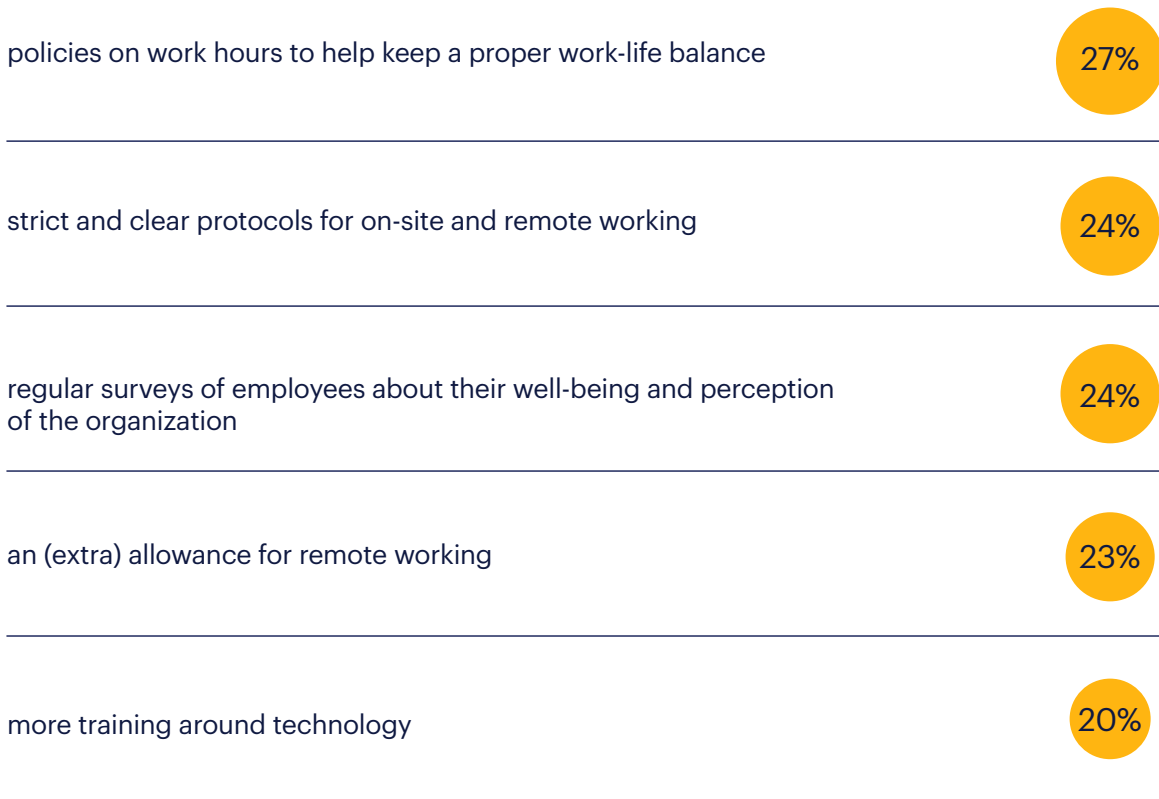 policies on work hours to help keep a proper work-life balance
27%
strict and clear protocols for on-site and remote working
24%
regular surveys of employees about their well-being and perception
of the organization
24%
an (extra) allowance for remote working
23%
more training around technology
20%